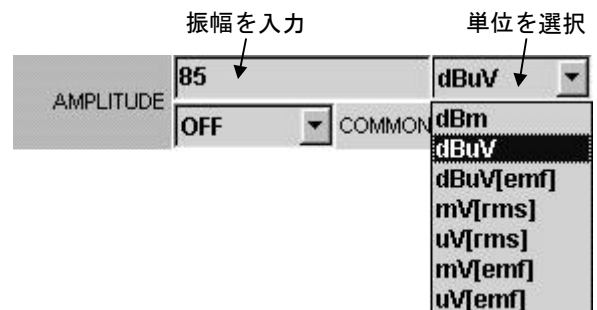 振幅を入力 単位を選択
AMPLITUDE 85 dBuV
OFF COMMON dBm
dBuV
dBuV[emf]
mV[rms]
uV[rms]
mV[emf]
uV[emf]